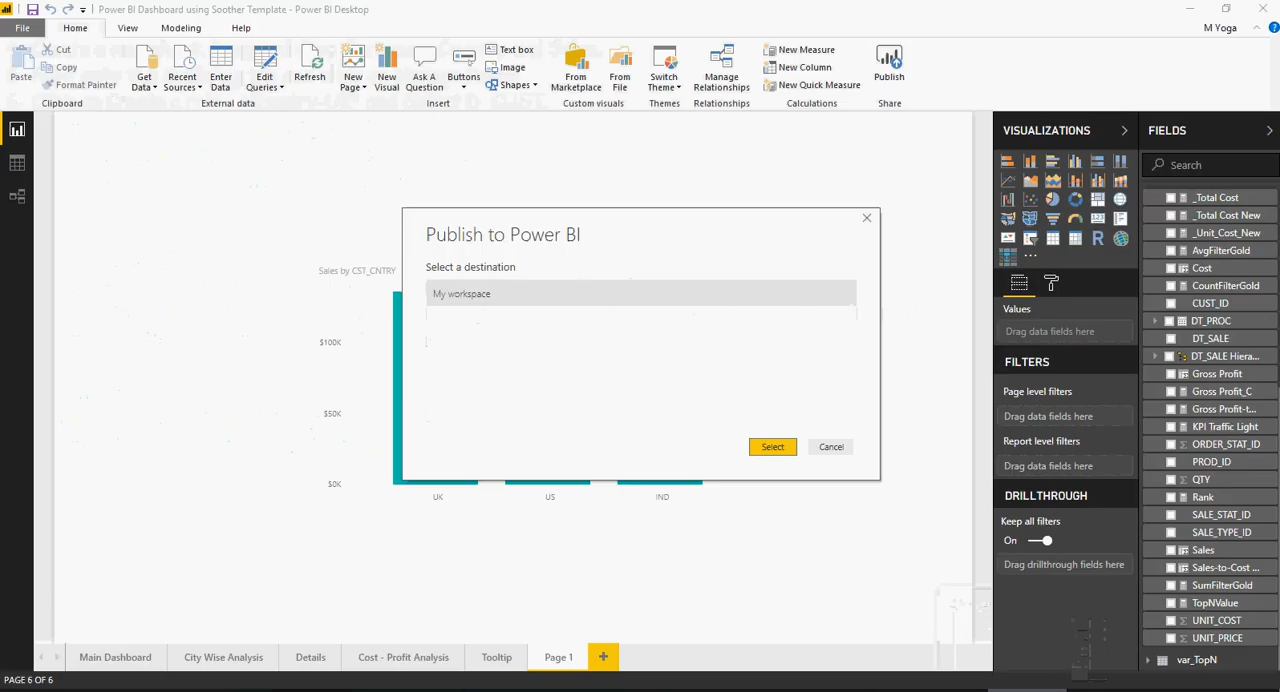 Power BI Dashboard using Soother Template - Power BI Desktop
File Home View Modeling Help M Yoga
Cut
Copy
Format Painter
Paste
Clipboard
Get Data
Recent Sources
Enter Data
Edit Queries
External data
Refresh
New Page
New Visual
Ask A Question
Buttons
Text box
Image
Shapes
Insert
From Marketplace
From File
Custom visuals
Switch Theme
Themes
Manage Relationships
Relationships
New Measure
New Column
New Quick Measure
Calculations
Publish
Share
Sales by CST_CNTRY
$100K
$50K
$0K
UK US IND
Publish to Power BI
Select a destination
My workspace
Select Cancel
VISUALIZATIONS
R
Values
Drag data fields here
FILTERS
Page level filters
Drag data fields here
Report level filters
Drag data fields here
DRILLTHROUGH
Keep all filters
On
Drag drillthrough fields here
FIELDS
Search
_Total Cost
_Total Cost New
_Unit_Cost_New
AvgFilterGold
Cost
CountFilterGold
CUST_ID
DT_PROC
DT_SALE
DT_SALE Hiera...
Gross Profit
Gross Profit_C
Gross Profit-t...
KPI Traffic Light
ORDER_STAT_ID
PROD_ID
QTY
Rank
SALE_STAT_ID
SALE_TYPE_ID
Sales
Sales-to-Cost ...
SumFilterGold
TopNValue
UNIT_COST
UNIT_PRICE
var_TopN
Main Dashboard City Wise Analysis Details Cost - Profit Analysis Tooltip Page 1
PAGE 6 OF 6